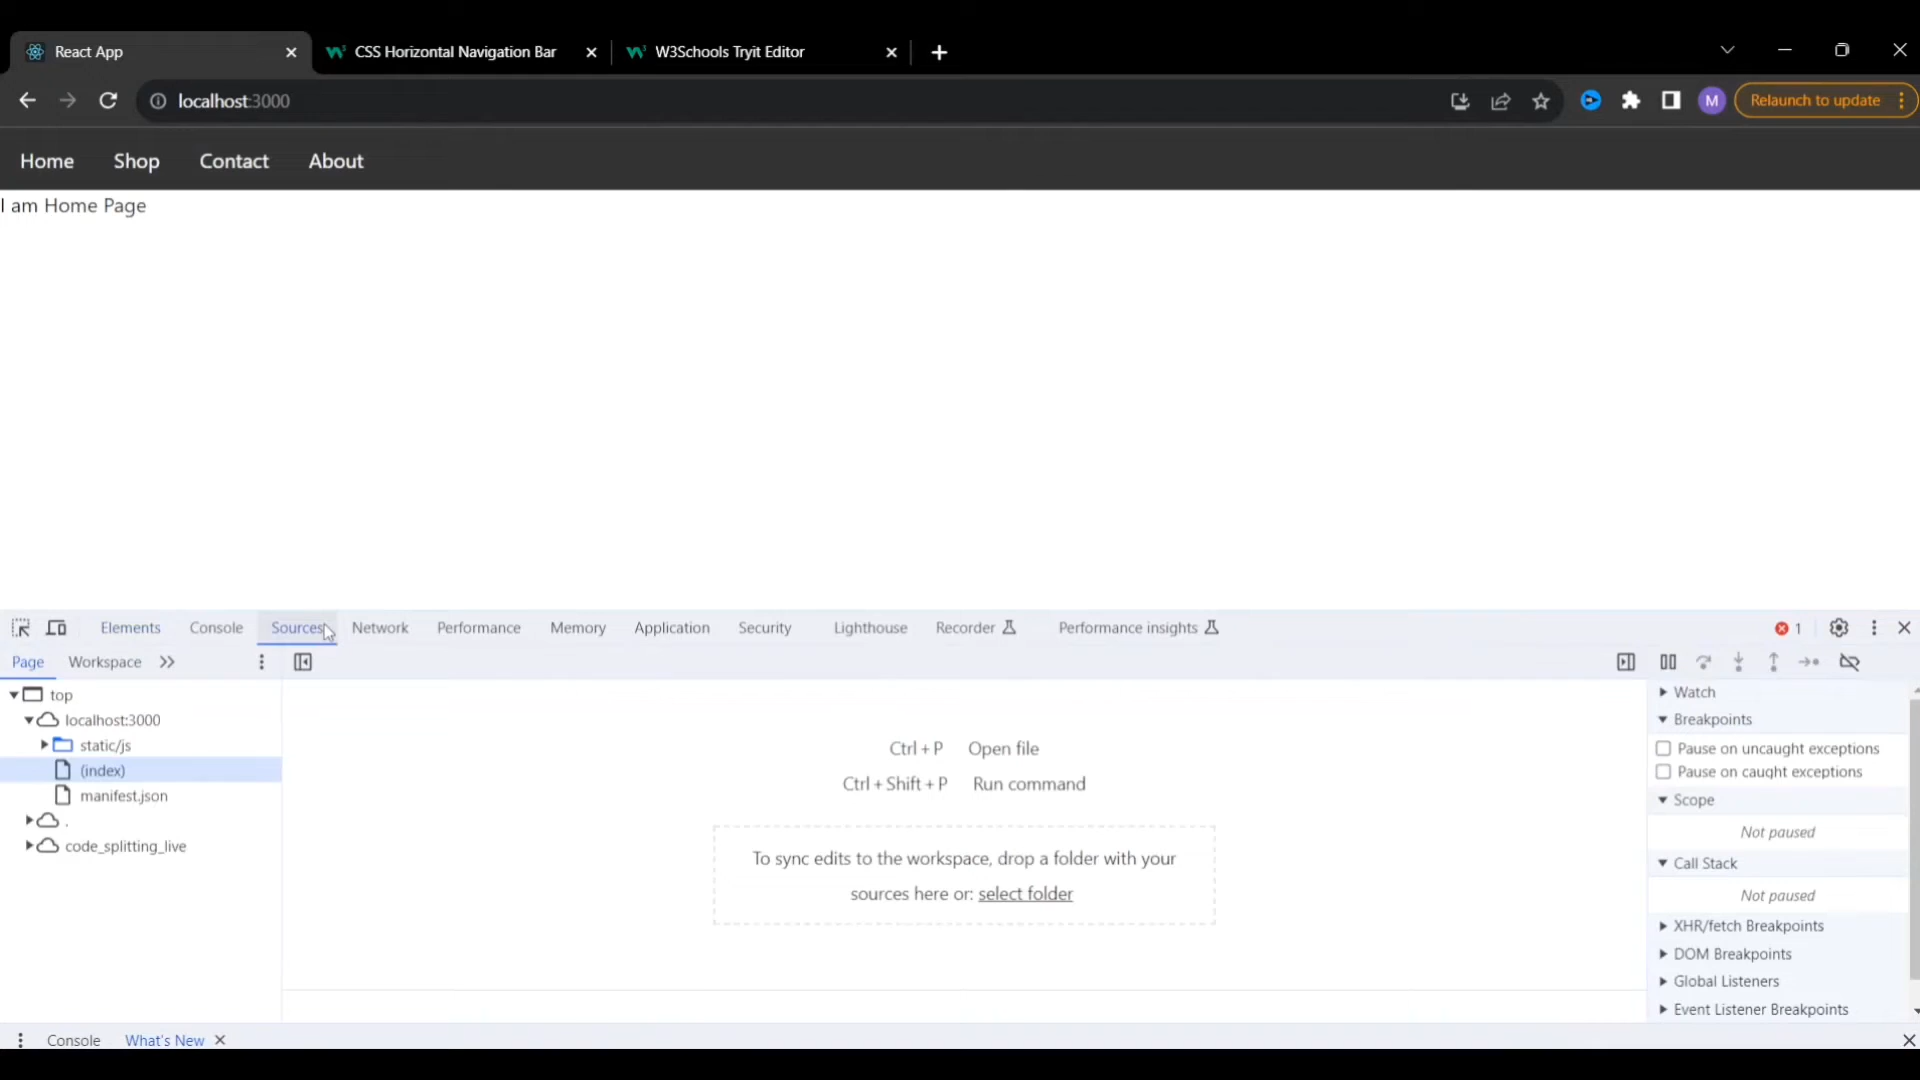 React App
CSS Horizontal Navigation Bar
W3Schools Tryit Editor
localhost:3000
M
Relaunch to update
Home Shop Contact About
I am Home Page
Elements Console Sources Network Performance Memory Application Security Lighthouse Recorder Performance insights 1
Page Workspace
top
localhost:3000
static/js
(index)
manifest.json
.
code_splitting_live
Ctrl + P Open file
Ctrl + Shift + P Run command
To sync edits to the workspace, drop a folder with your
sources here or: select folder
Watch
Breakpoints
Pause on uncaught exceptions
Pause on caught exceptions
Scope
Not paused
Call Stack
Not paused
XHR/fetch Breakpoints
DOM Breakpoints
Global Listeners
Event Listener Breakpoints
Console What's New